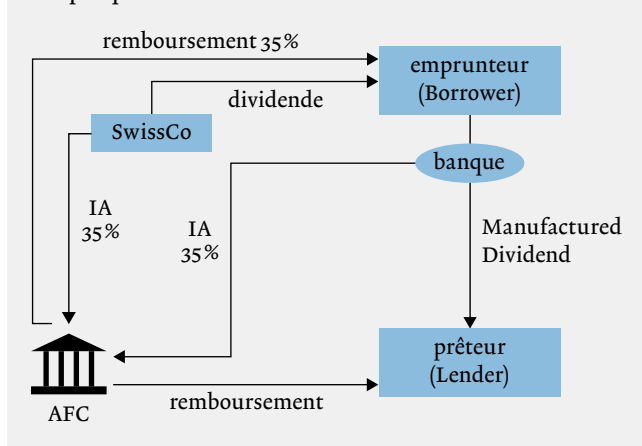 remboursement 35%
emprunteur
(Borrower)
dividende
SwissCo
banque
IA
35%
IA
35%
Manufactured
Dividend
prêteur
(Lender)
remboursement
AFC